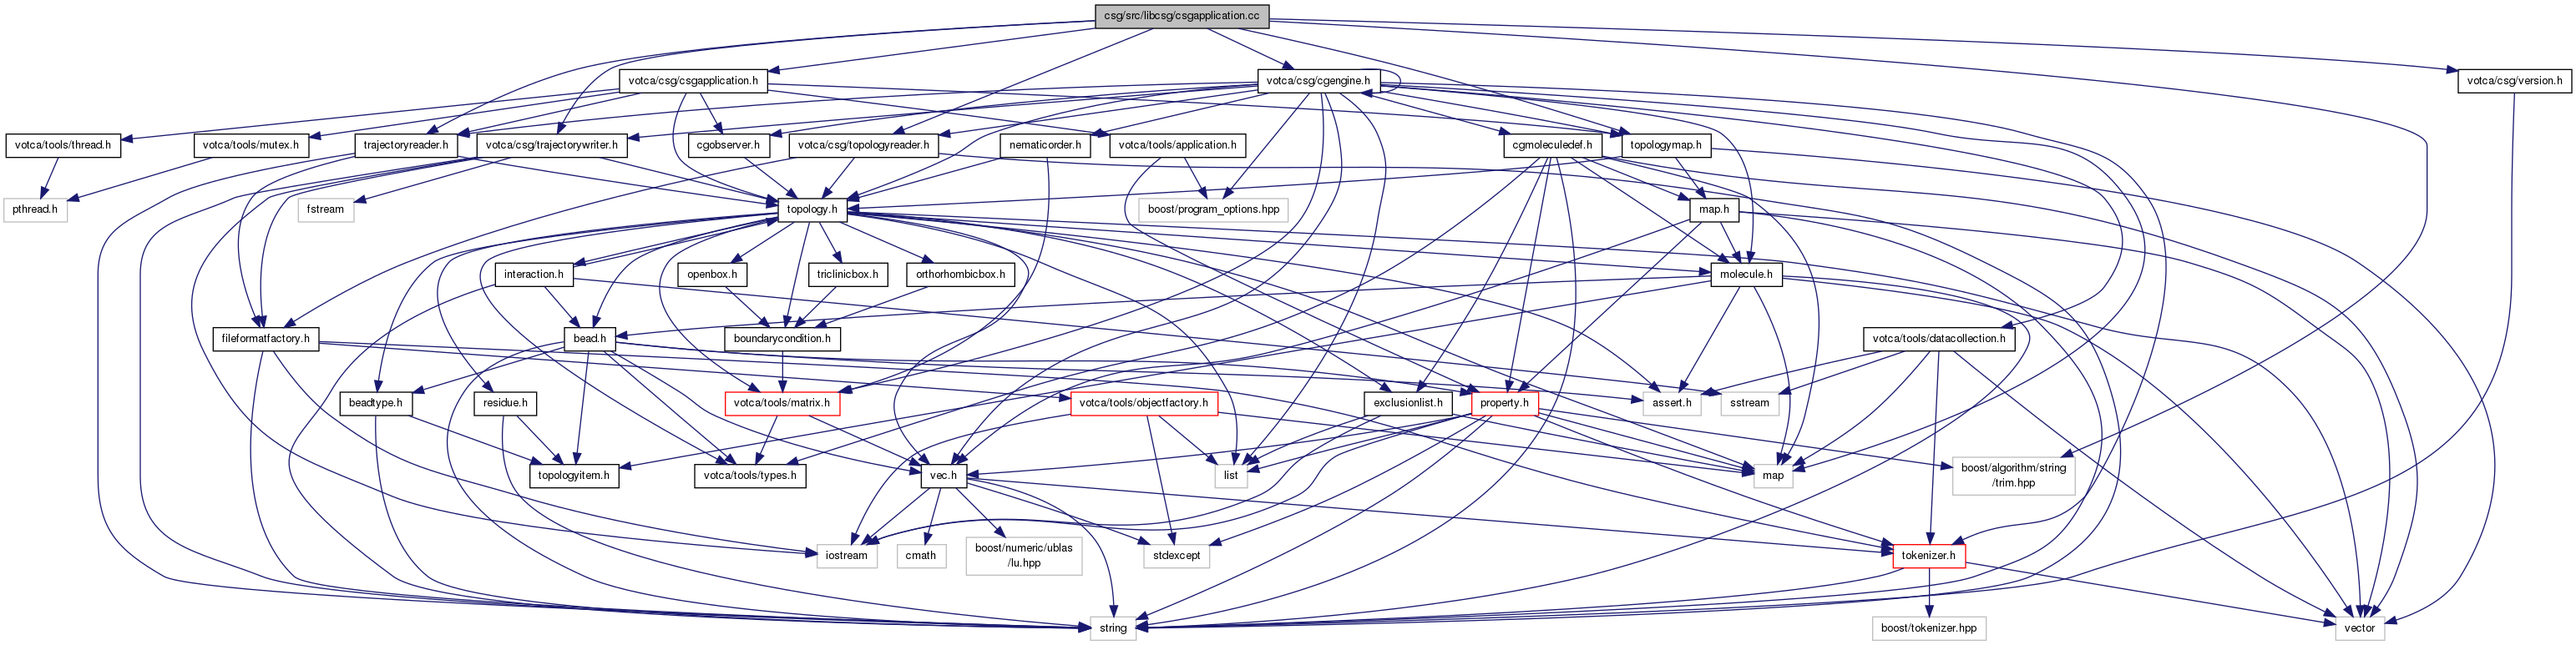 csg/src/libcsg/csgapplication.cc
votca/csg/csgapplication.h
votca/csg/cgengine.h
votca/csg/version.h
votca/tools/thread.h
votca/tools/mutex.h
trajectoryreader.h
votca/csg/trajectorywriter.h
cgobserver.h
votca/csg/topologyreader.h
nematicorder.h
votca/tools/application.h
cgmoleculedef.h
topologymap.h
pthread.h
fstream
topology.h
boost/program_options.hpp
map.h
interaction.h
openbox.h
triclinicbox.h
orthorhombicbox.h
molecule.h
fileformatfactory.h
bead.h
boundarycondition.h
votca/tools/datacollection.h
beadtype.h
residue.h
votca/tools/matrix.h
votca/tools/objectfactory.h
exclusionlist.h
property.h
assert.h
sstream
topologyitem.h
votca/tools/types.h
vec.h
list
map
boost/algorithm/string
/trim.hpp
iostream
cmath
boost/numeric/ublas
/lu.hpp
stdexcept
tokenizer.h
string
boost/tokenizer.hpp
vector